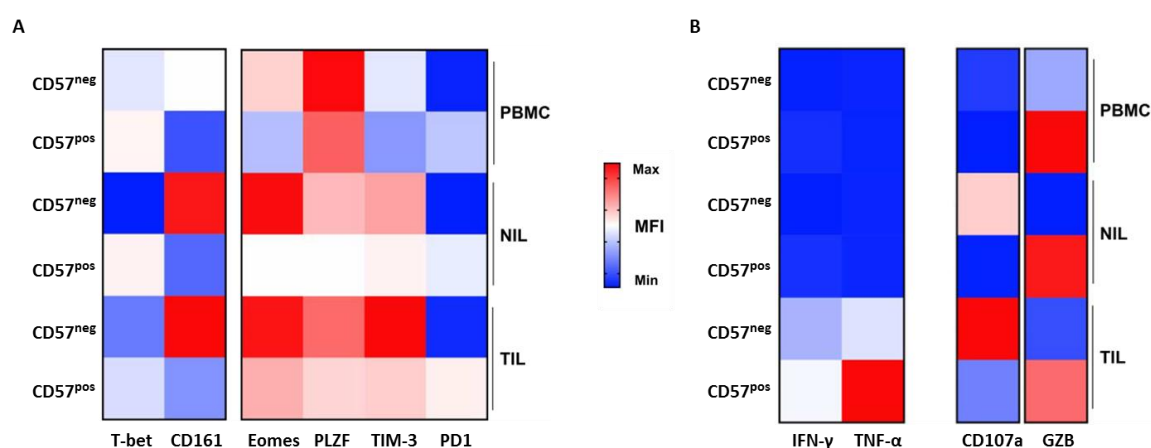 A
CD57neg
CD57pos
PBMC
CD57neg
CD57pos
NIL
CD57neg
CD57pos
TIL
T-bet CD161 Eomes PLZF TIM-3 PD1
Max
MFI
Min
B
CD57neg
CD57pos
PBMC
CD57neg
CD57pos
NIL
CD57neg
CD57pos
TIL
IFN-γ TNF-α CD107a GZB